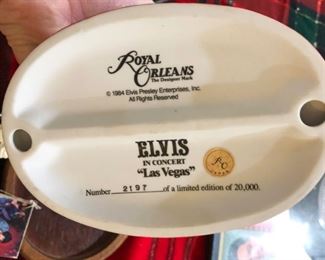 ROYAL
ORLEANS
The Designer Mark
© 1984 Elvis Presley Enterprises, Inc.
All Rights Reserved
ELVIS
IN CONCERT
"Las Vegas"
RO
Number 2197 of a limited edition of 20,000.